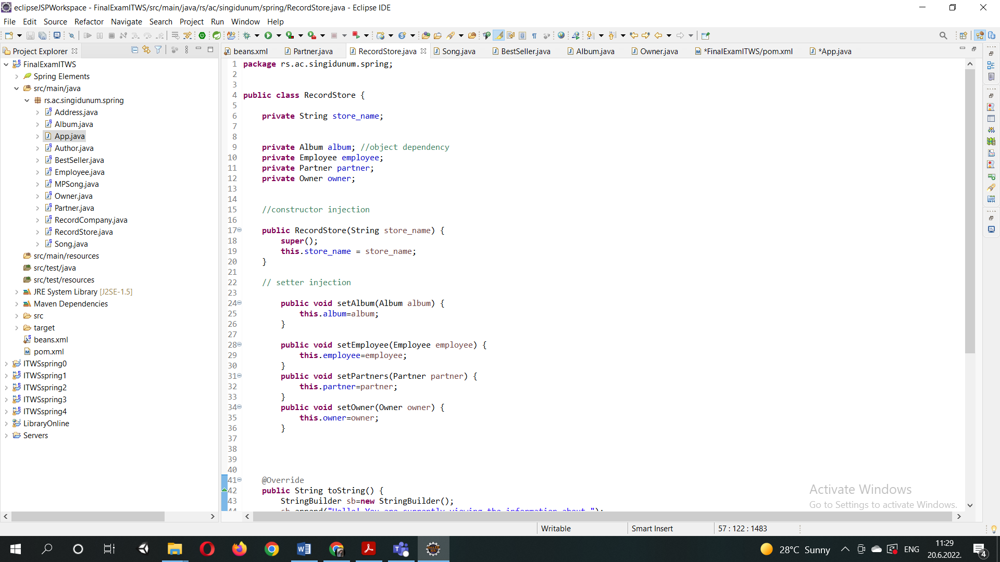 eclipseJSPWorkspace - FinalExamITWS/src/main/java/rs/ac/singidunum/spring/RecordStore.java - Eclipse IDE
File Edit Source Refactor Navigate Search Project Run Window Help
Project Explorer
beans.xml Partner.java RecordStore.java Song.java BestSeller.java Album.java Owner.java *FinalExamITWS/pom.xml *App.java
FinalExamITWS
Spring Elements
src/main/java
rs.ac.singidunum.spring
Address.java
Album.java
App.java
Author.java
BestSeller.java
Employee.java
MPSong.java
Owner.java
Partner.java
RecordCompany.java
RecordStore.java
Song.java
src/main/resources
src/test/java
src/test/resources
JRE System Library [J2SE-1.5]
Maven Dependencies
src
target
beans.xml
pom.xml
ITWSspring0
ITWSspring1
ITWSspring2
ITWSspring3
ITWSspring4
LibraryOnline
Servers
1 package rs.ac.singidunum.spring;
2
3
4 public class RecordStore {
5
6 private String store_name;
7
8
9 private Album album; //object dependency
10 private Employee employee;
11 private Partner partner;
12 private Owner owner;
13
14
15 //constructor injection
16
17 public RecordStore(String store_name) {
18 super();
19 this.store_name = store_name;
20 }
21
22 // setter injection
23
24 public void setAlbum(Album album) {
25 this.album=album;
26 }
27
28 public void setEmployee(Employee employee) {
29 this.employee=employee;
30 }
31 public void setPartners(Partner partner) {
32 this.partner=partner;
33 }
34 public void setOwner(Owner owner) {
35 this.owner=owner;
36 }
37
38
39
40
41 @Override
42 public String toString() {
43 StringBuilder sb=new StringBuilder();
44 sb.append("Hello! You are currently viewing the information about ");
Activate Windows
Go to Settings to activate Windows.
Writable Smart Insert 57 : 122 : 1483
28°C Sunny ENG 11:29
20.6.2022. 4